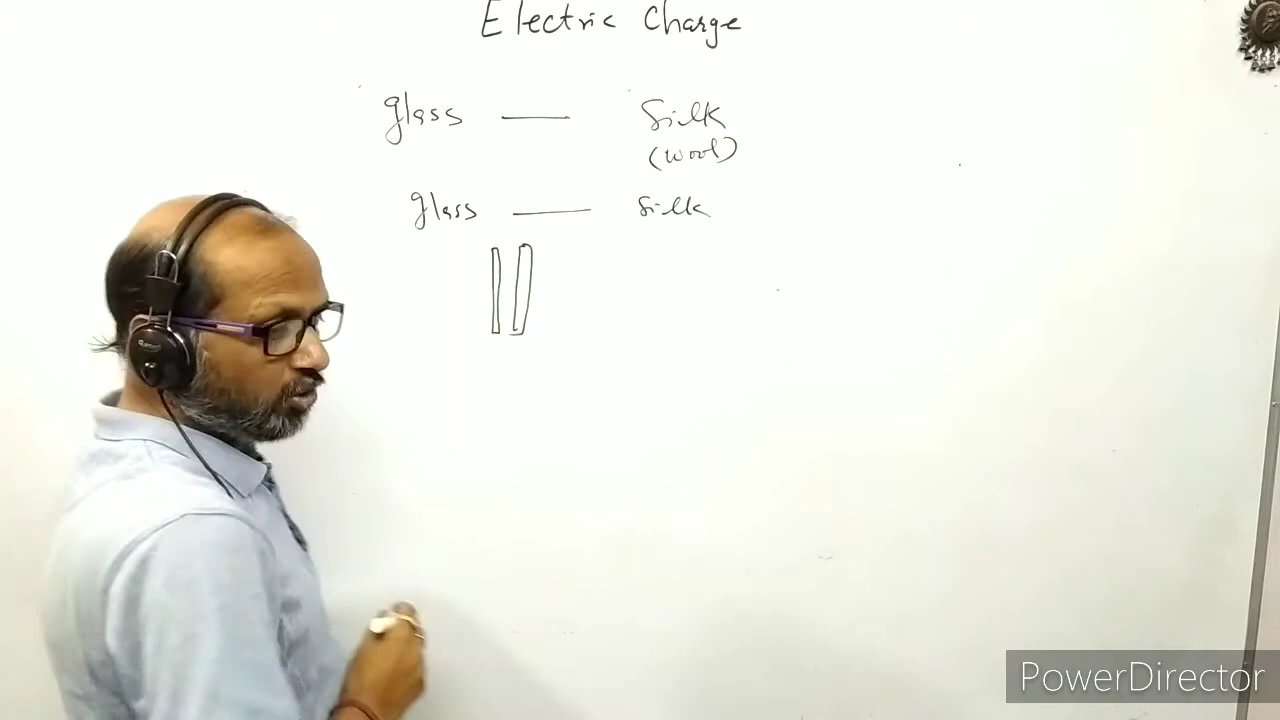 Electric Charge
glass — Silk
(wool)
glass — Silk
PowerDirector